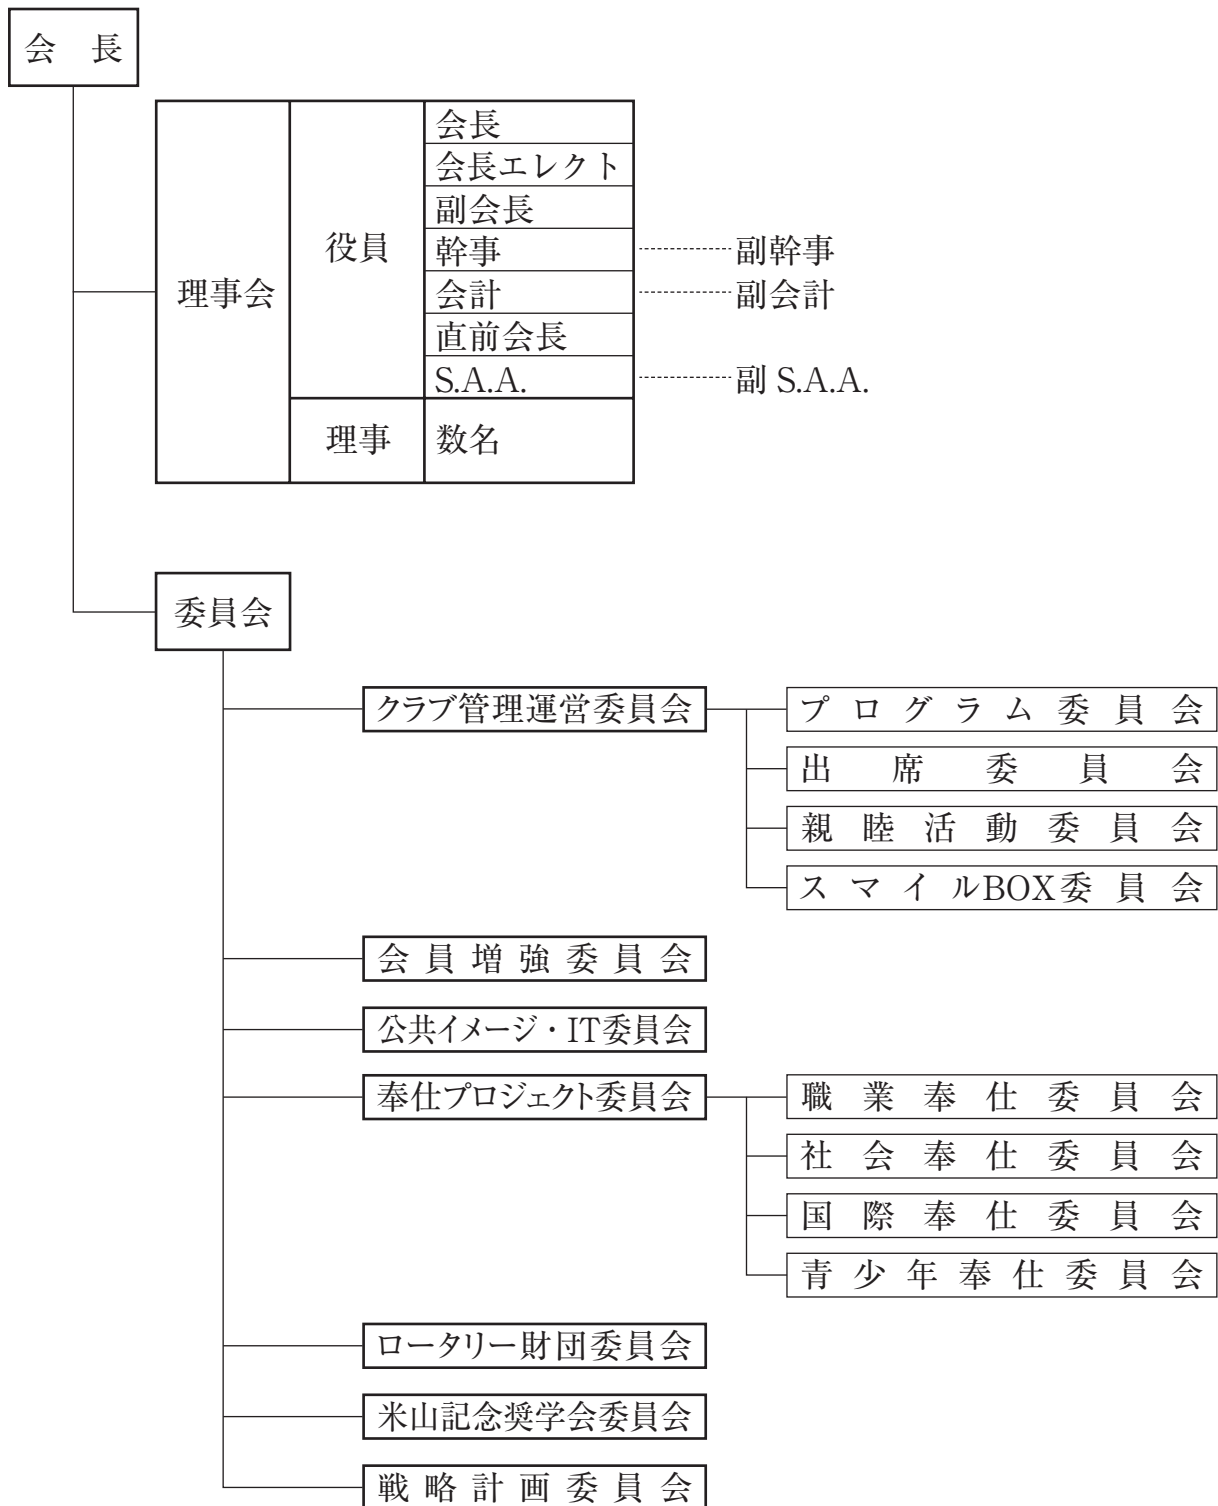 会 長
会長
会長エレクト
副会長
役員
幹事
副幹事
理事会
会計
副会計
直前会長
S.A.A.
副 S.A.A.
理事
数名
委員会
クラブ管理運営委員会
プログラム委員会
出席委員会
親睦活動委員会
スマイルBOX委員会
会員増強委員会
公共イメージ・IT委員会
奉仕プロジェクト委員会
職業奉仕委員会
社会奉仕委員会
国際奉仕委員会
青少年奉仕委員会
ロータリー財団委員会
米山記念奨学会委員会
戦略計画委員会